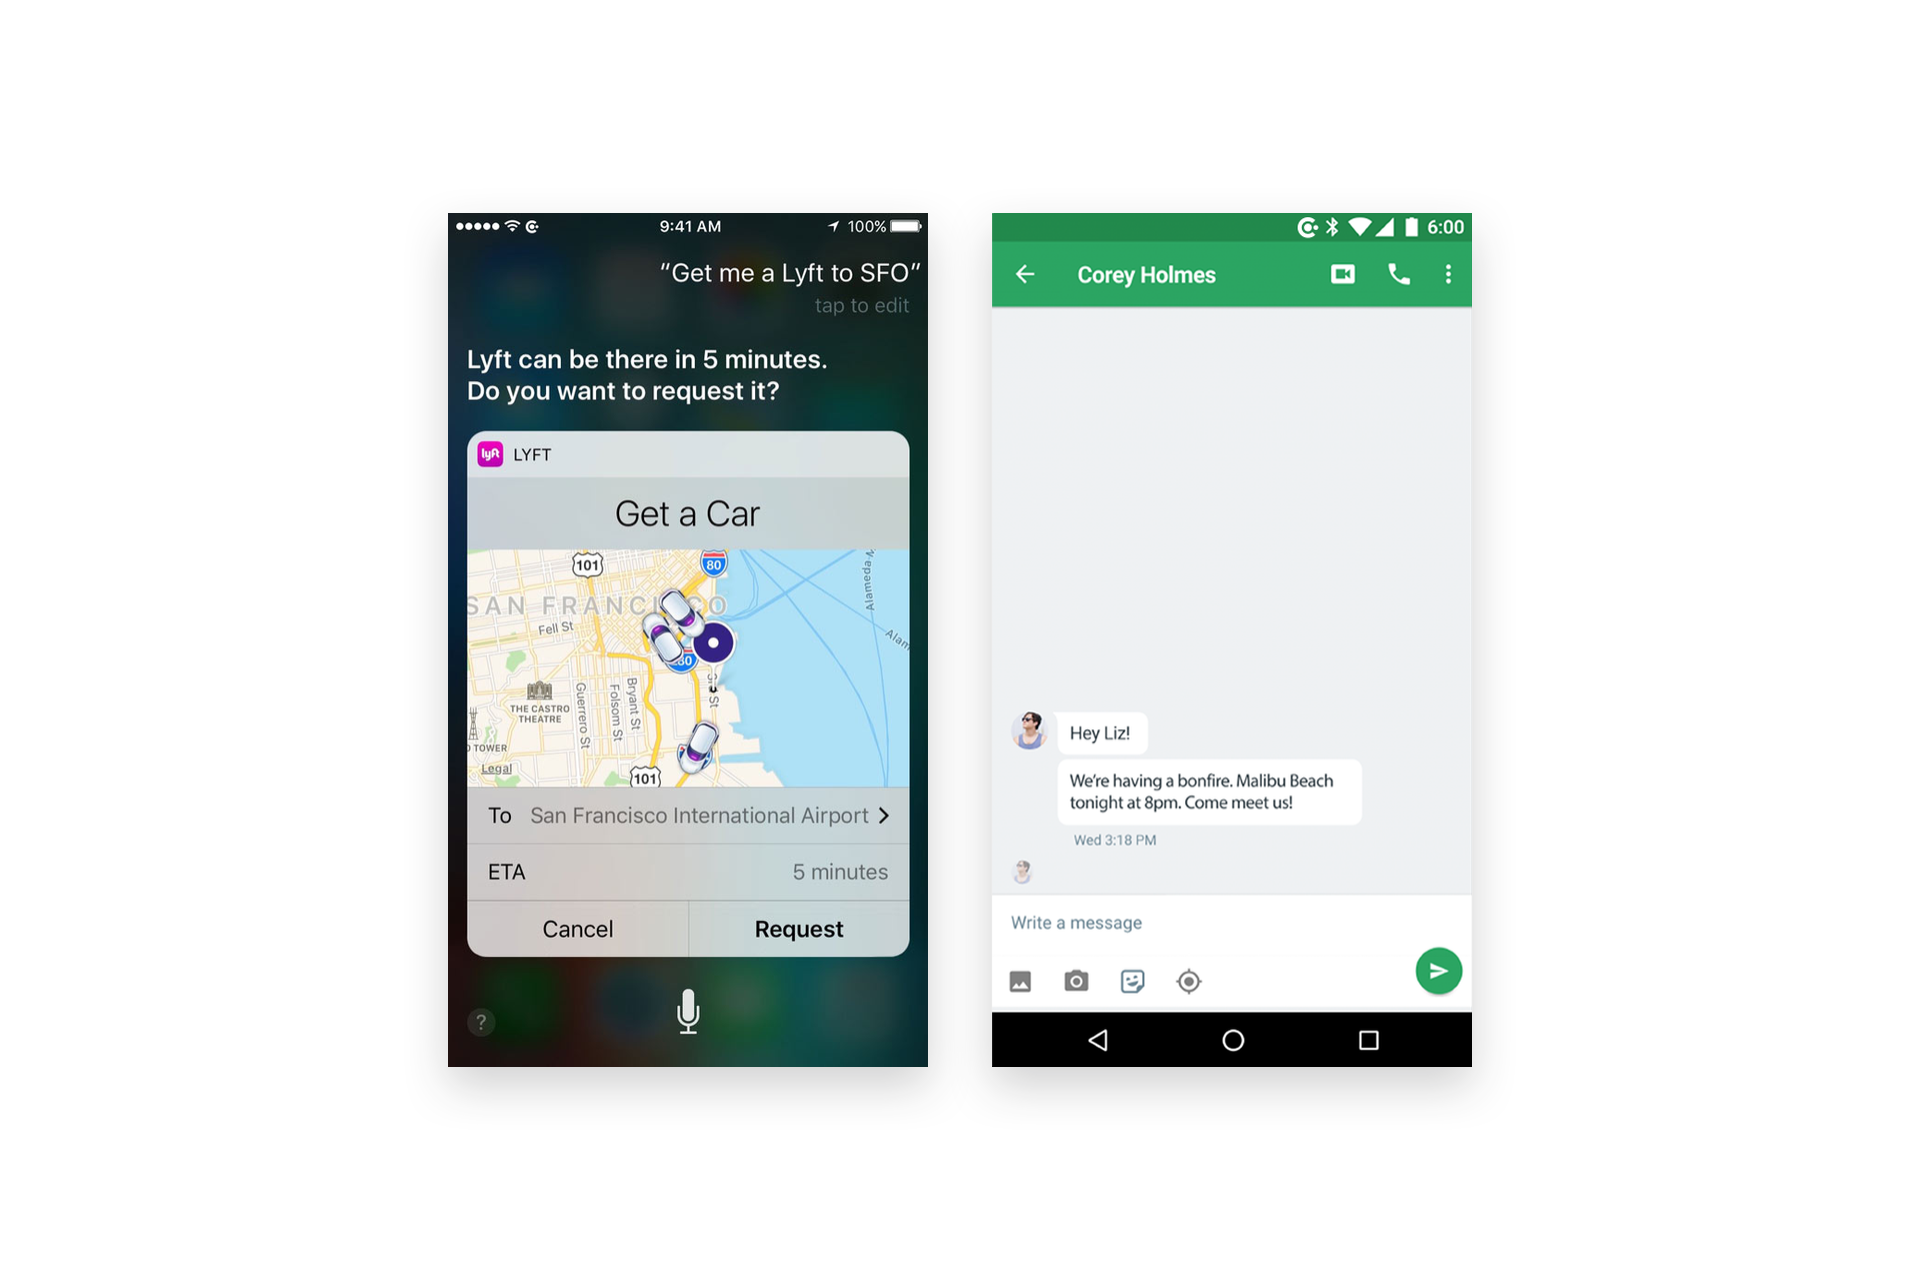 9:41 AM
100%
“Get me a Lyft to SFO”
tap to edit
Lyft can be there in 5 minutes.
Do you want to request it?
lyft LYFT
Get a Car
101
80
SAN FRANCISCO
Fell St
Alameda
Alam
80
THE CASTRO
THEATRE
Guerrero St
Folsom St
Bryant St
St
TOWER
Legal
101
To San Francisco International Airport
ETA 5 minutes
Cancel Request
?
6:00
Corey Holmes
Hey Liz!
We’re having a bonfire. Malibu Beach
tonight at 8pm. Come meet us!
Wed 3:18 PM
Write a message